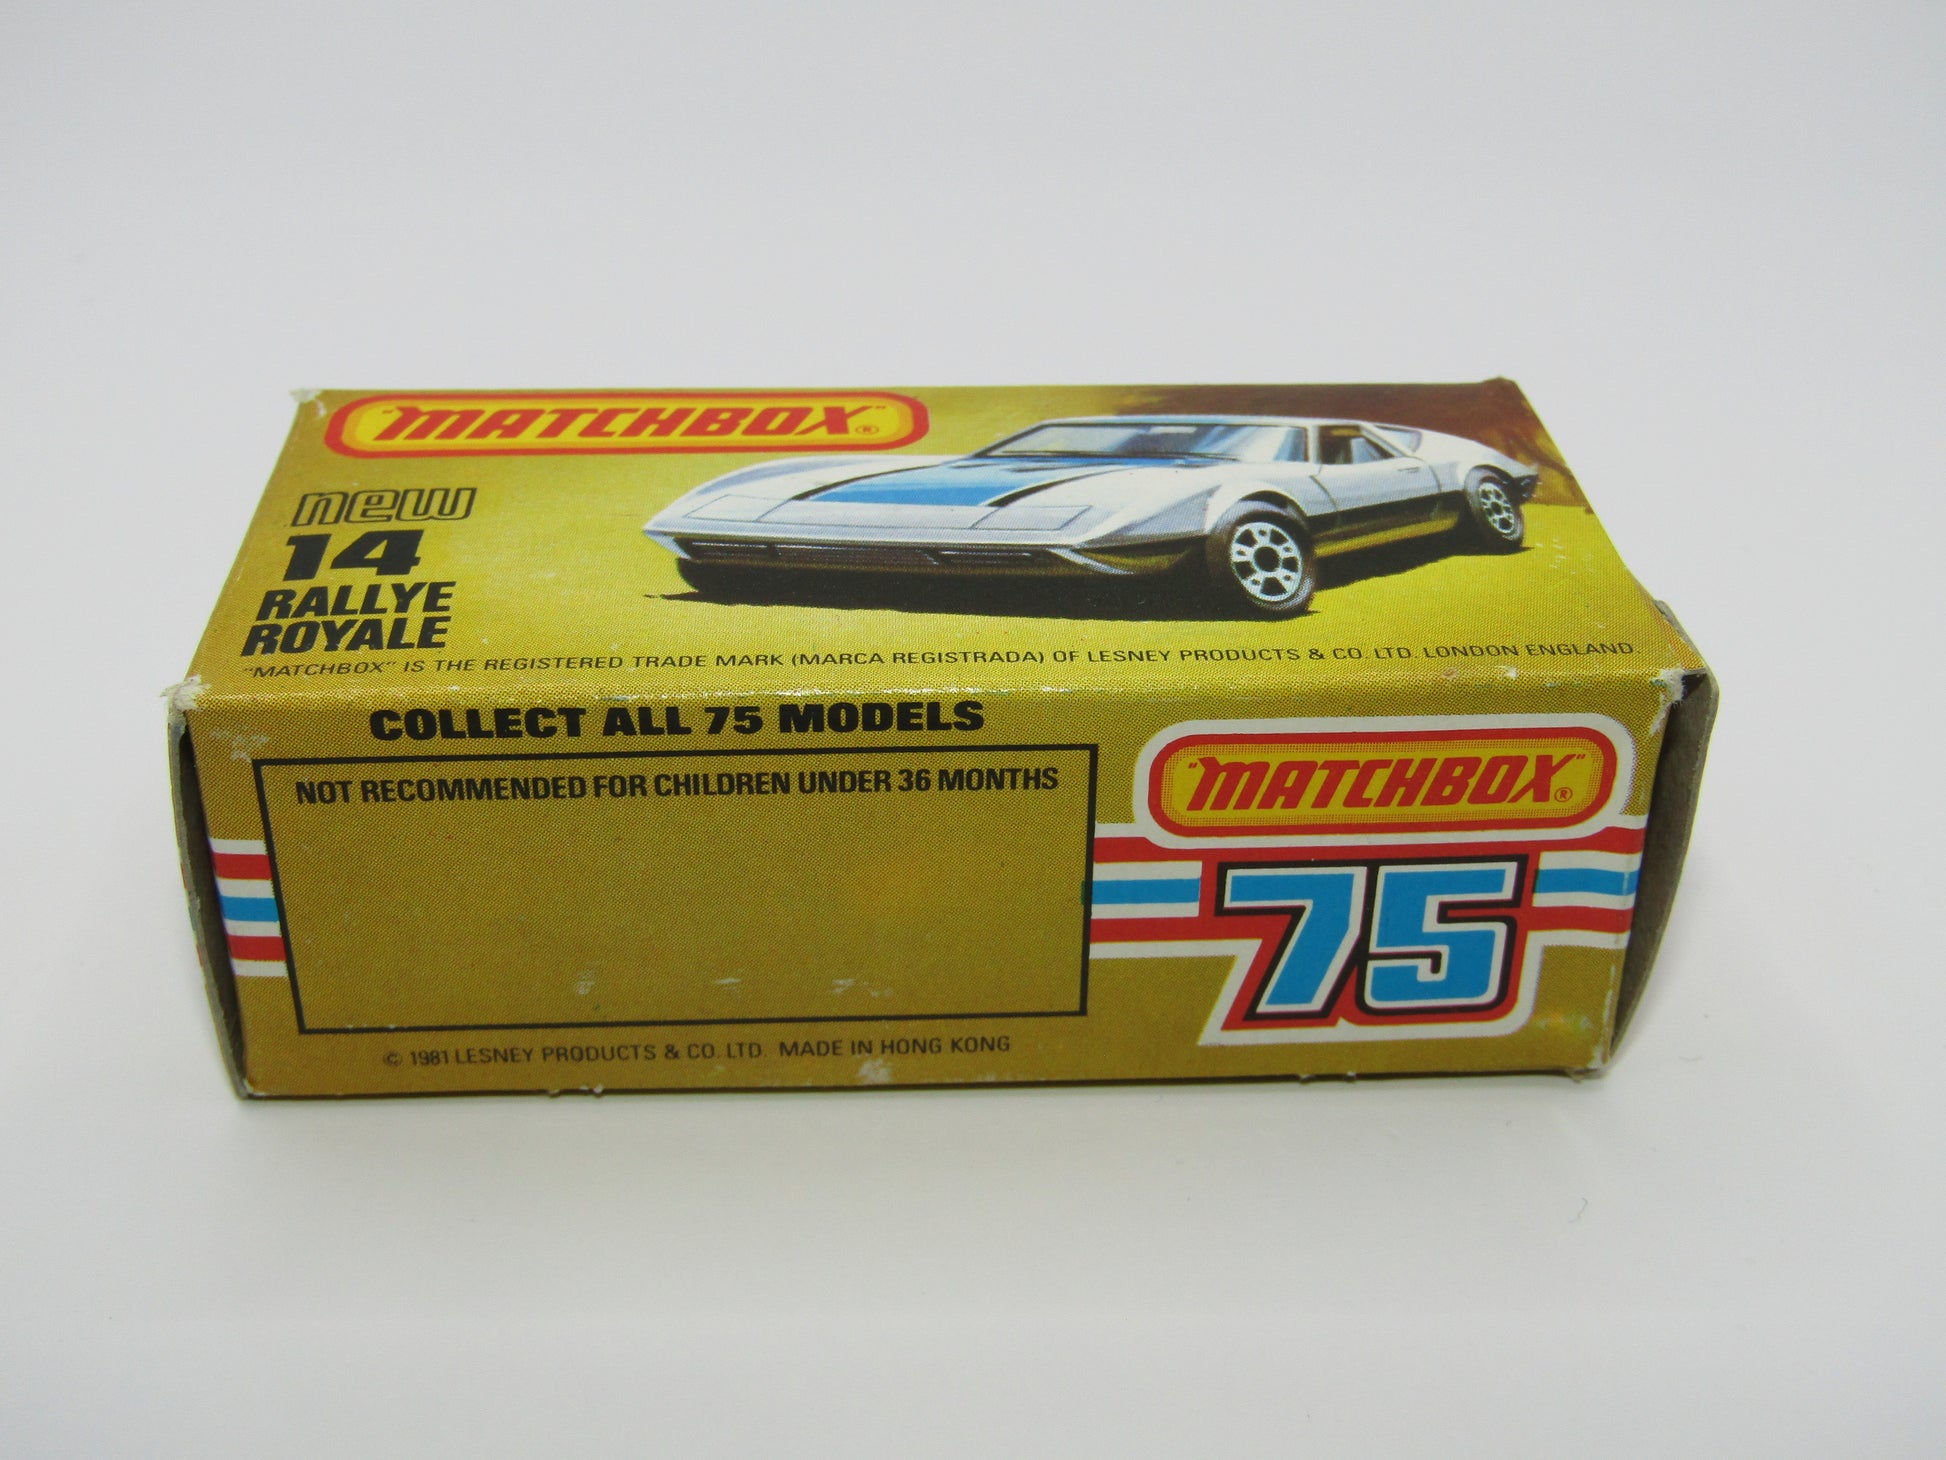 "MATCHBOX"®
new
14
RALLYE
ROYALE
"MATCHBOX" IS THE REGISTERED TRADE MARK (MARCA REGISTRADA) OF LESNEY PRODUCTS & CO. LTD. LONDON ENGLAND.
COLLECT ALL 75 MODELS
NOT RECOMMENDED FOR CHILDREN UNDER 36 MONTHS
"MATCHBOX"®
75
© 1981 LESNEY PRODUCTS & CO. LTD. MADE IN HONG KONG